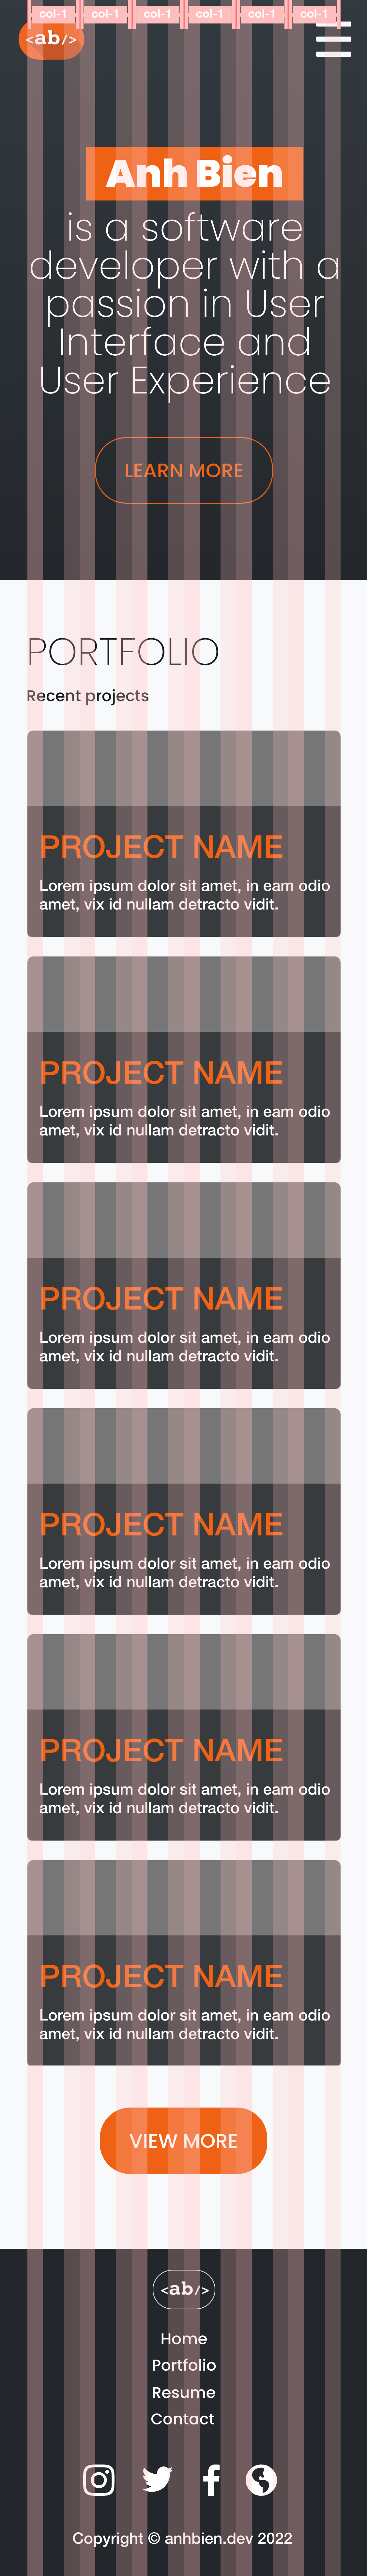 col-1 col-1 col-1 col-1 col-1 col-1
<ab/>
Anh Bien
is a software
developer with a
passion in User
Interface and
User Experience
LEARN MORE
PORTFOLIO
Recent projects
PROJECT NAME
Lorem ipsum dolor sit amet, in eam odio
amet, vix id nullam detracto vidit.
PROJECT NAME
Lorem ipsum dolor sit amet, in eam odio
amet, vix id nullam detracto vidit.
PROJECT NAME
Lorem ipsum dolor sit amet, in eam odio
amet, vix id nullam detracto vidit.
PROJECT NAME
Lorem ipsum dolor sit amet, in eam odio
amet, vix id nullam detracto vidit.
PROJECT NAME
Lorem ipsum dolor sit amet, in eam odio
amet, vix id nullam detracto vidit.
PROJECT NAME
Lorem ipsum dolor sit amet, in eam odio
amet, vix id nullam detracto vidit.
VIEW MORE
<ab/>
Home
Portfolio
Resume
Contact
Copyright © anhbien.dev 2022